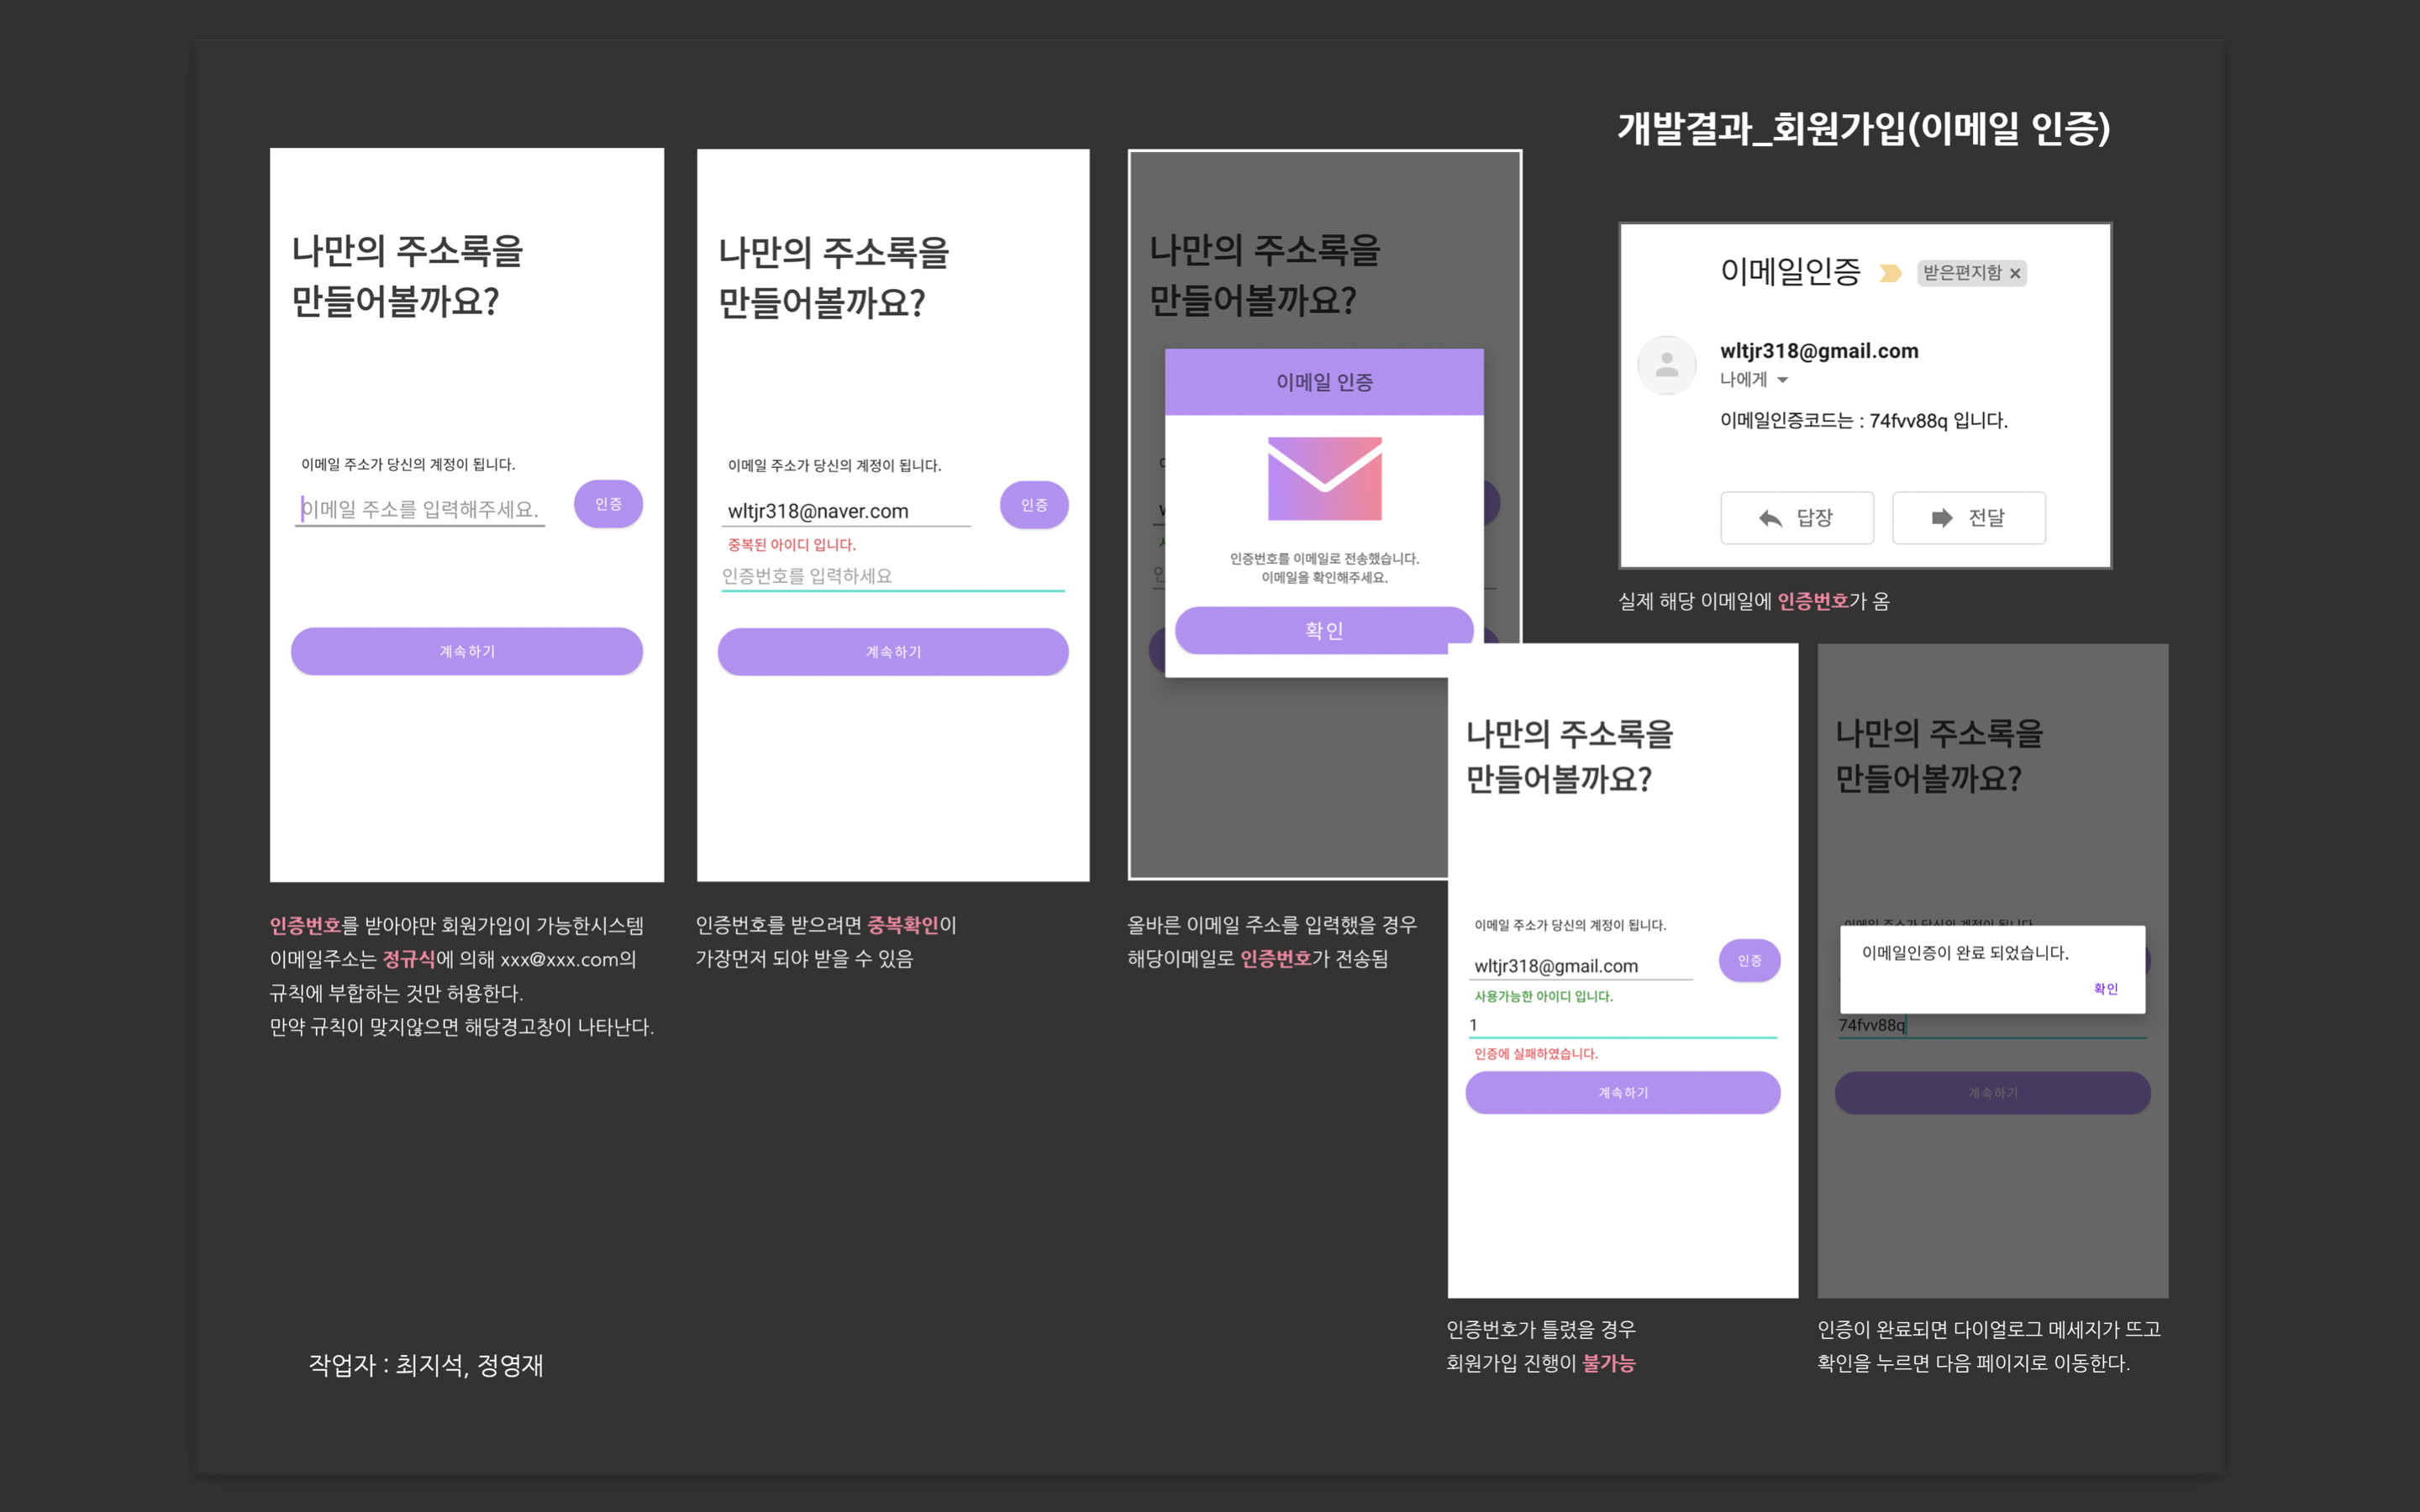 개발결과_회원가입(이메일 인증)
나만의 주소록을
만들어볼까요?
이메일 주소가 당신의 계정이 됩니다.
이메일 주소를 입력해주세요.
인증
계속하기
인증번호를 받아야만 회원가입이 가능한시스템
이메일주소는 정규식에 의해 xxx@xxx.com의
규칙에 부합하는 것만 허용한다.
만약 규칙이 맞지않으면 해당경고창이 나타난다.
나만의 주소록을
만들어볼까요?
이메일 주소가 당신의 계정이 됩니다.
wltjr318@naver.com
인증
중복된 아이디 입니다.
인증번호를 입력하세요
계속하기
인증번호를 받으려면 중복확인이
가장먼저 되야 받을 수 있음
나만의 주소록을
만들어볼까요?
이메일 인증
인증번호를 이메일로 전송했습니다.
이메일을 확인해주세요.
확인
올바른 이메일 주소를 입력했을 경우
해당이메일로 인증번호가 전송됨
이메일인증
받은편지함 ×
wltjr318@gmail.com
나에게
이메일인증코드는 : 74fvv88q 입니다.
답장
전달
실제 해당 이메일에 인증번호가 옴
나만의 주소록을
만들어볼까요?
이메일 주소가 당신의 계정이 됩니다.
wltjr318@gmail.com
인증
사용가능한 아이디 입니다.
1
인증에 실패하였습니다.
계속하기
인증번호가 틀렸을 경우
회원가입 진행이 불가능
나만의 주소록을
만들어볼까요?
이메일 주소가 당신의 계정이 됩니다.
이메일인증이 완료 되었습니다.
확인
74fvv88q
계속하기
인증이 완료되면 다이얼로그 메세지가 뜨고
확인을 누르면 다음 페이지로 이동한다.
작업자 : 최지석, 정영재